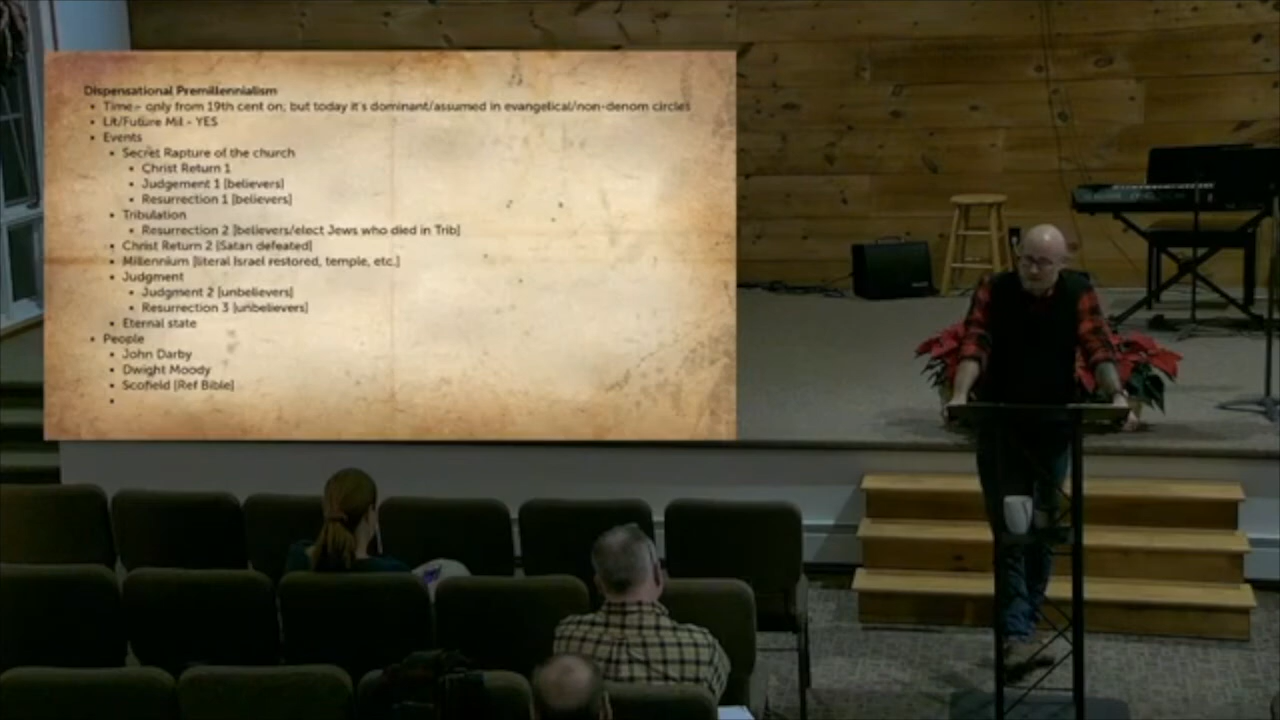 Dispensational Premillennialism
• Time - only from 19th cent on; but today it's dominant/assumed in evangelical/non-denom circles
• Lit/Future Mil - YES
• Events
• Secret Rapture of the church
• Christ Return 1
• Judgement 1 [believers]
• Resurrection 1 [believers]
• Tribulation
• Resurrection 2 [believers/elect Jews who died in Trib]
• Christ Return 2 [Satan defeated]
• Millennium [literal Israel restored, temple, etc.]
• Judgment
• Judgment 2 [unbelievers]
• Resurrection 3 [unbelievers]
• Eternal state
• People
• John Darby
• Dwight Moody
• Scofield [Ref Bible]
•